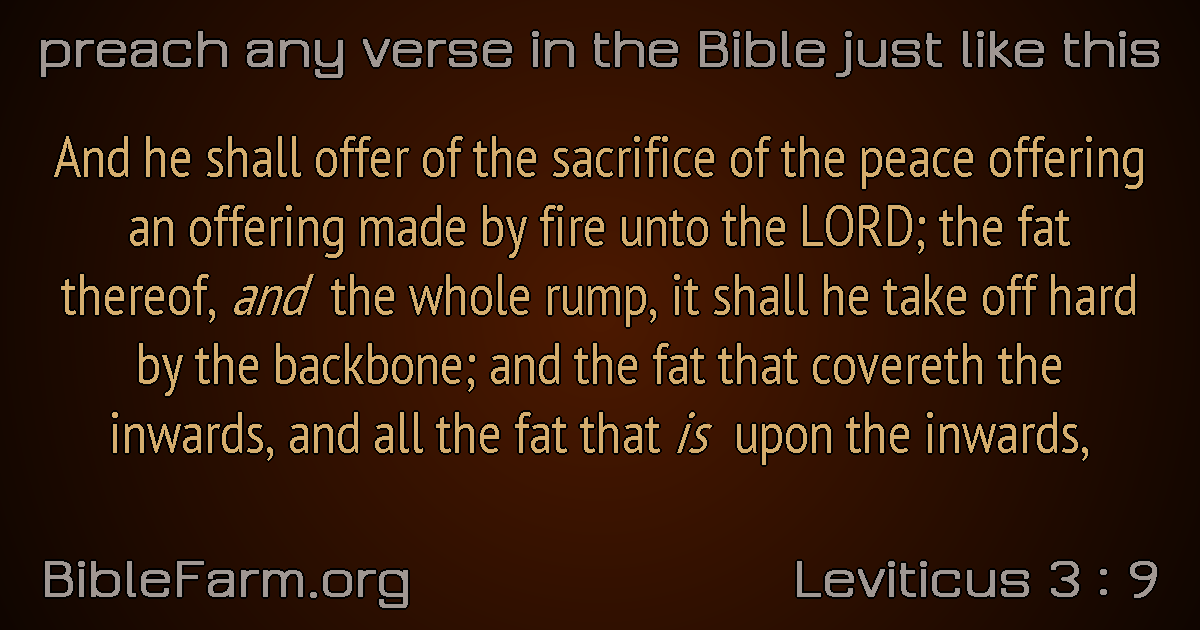 preach any verse in the Bible just like this
And he shall offer of the sacrifice of the peace offering
an offering made by fire unto the LORD; the fat
thereof, and the whole rump, it shall he take off hard
by the backbone; and the fat that covereth the
inwards, and all the fat that is upon the inwards,
BibleFarm.org
Leviticus 3 : 9